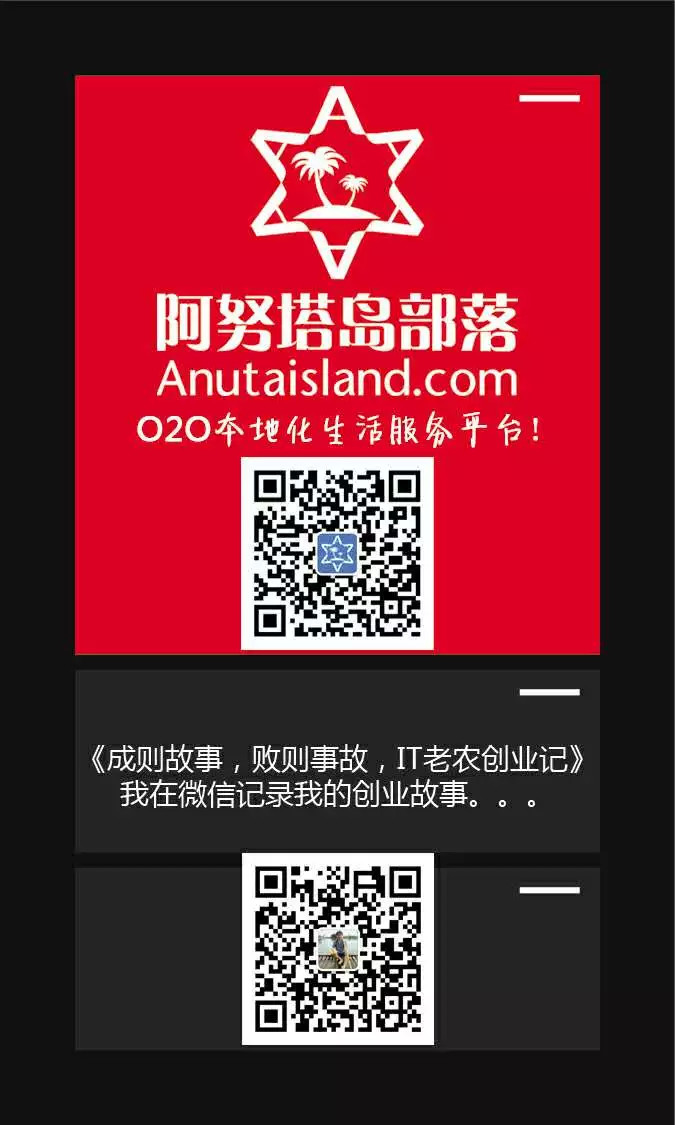 阿努塔岛部落
Anutaisland.com
O2O本地化生活服务平台!
《成则故事，败则事故，IT老农创业记》
我在微信记录我的创业故事。。。